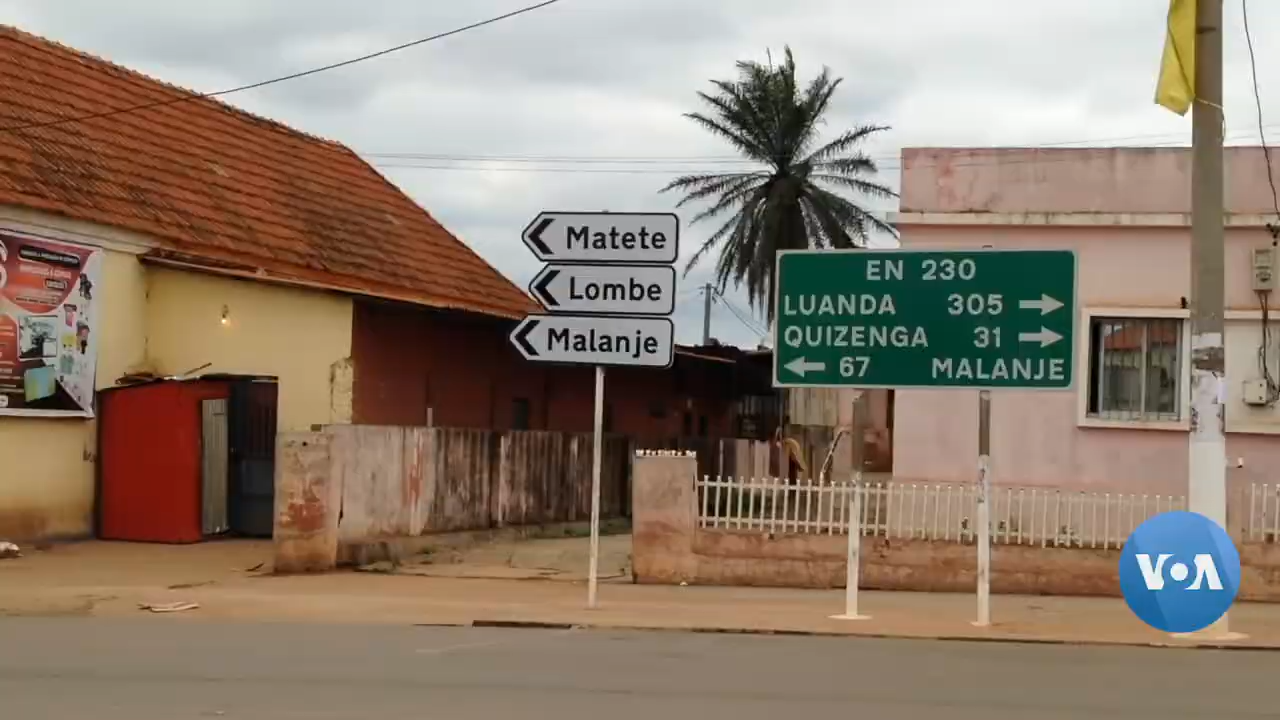 Matete
Lombe
Malanje
EN 230
LUANDA 305 →
QUIZENGA 31 →
← 67 MALANJE
VOA